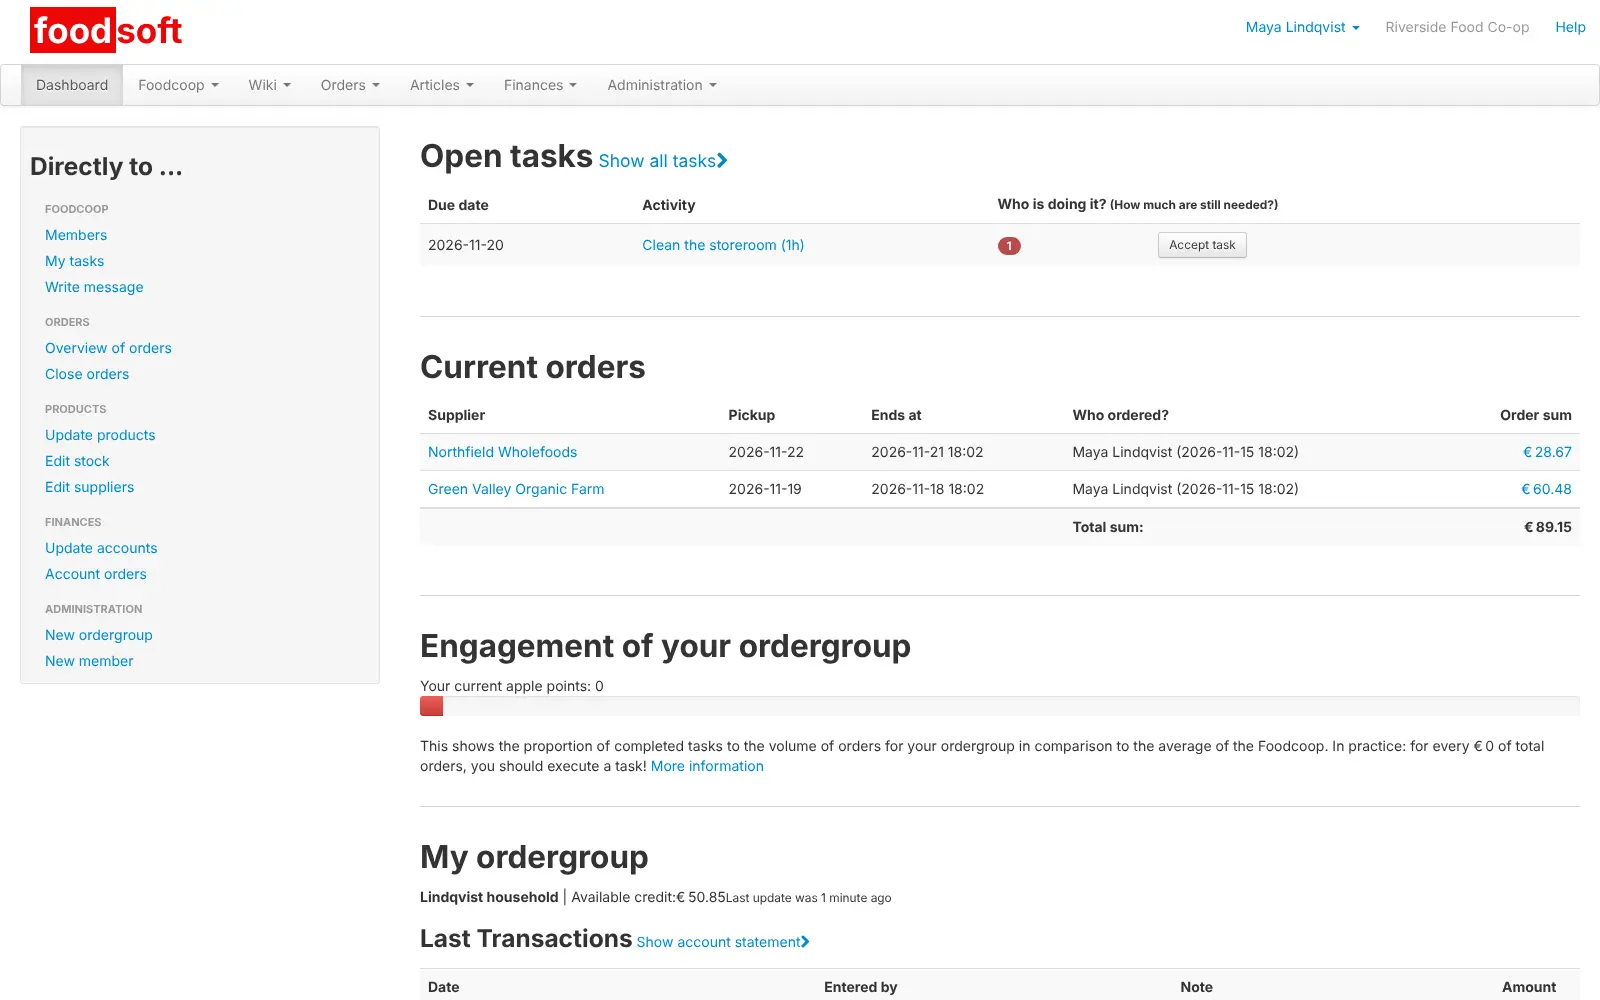 foodsoft
Maya Lindqvist Riverside Food Co-op Help
Dashboard Foodcoop Wiki Orders Articles Finances Administration
Directly to ...
FOODCOOP
Members
My tasks
Write message
ORDERS
Overview of orders
Close orders
PRODUCTS
Update products
Edit stock
Edit suppliers
FINANCES
Update accounts
Account orders
ADMINISTRATION
New ordergroup
New member
Open tasks Show all tasks
Due date Activity Who is doing it? (How much are still needed?)
2026-11-20 Clean the storeroom (1h) 1 Accept task
Current orders
Supplier Pickup Ends at Who ordered? Order sum
Northfield Wholefoods 2026-11-22 2026-11-21 18:02 Maya Lindqvist (2026-11-15 18:02) € 28.67
Green Valley Organic Farm 2026-11-19 2026-11-18 18:02 Maya Lindqvist (2026-11-15 18:02) € 60.48
Total sum: € 89.15
Engagement of your ordergroup
Your current apple points: 0
This shows the proportion of completed tasks to the volume of orders for your ordergroup in comparison to the average of the Foodcoop. In practice: for every € 0 of total
orders, you should execute a task! More information
My ordergroup
Lindqvist household | Available credit:€ 50.85Last update was 1 minute ago
Last Transactions Show account statement
Date Entered by Note Amount